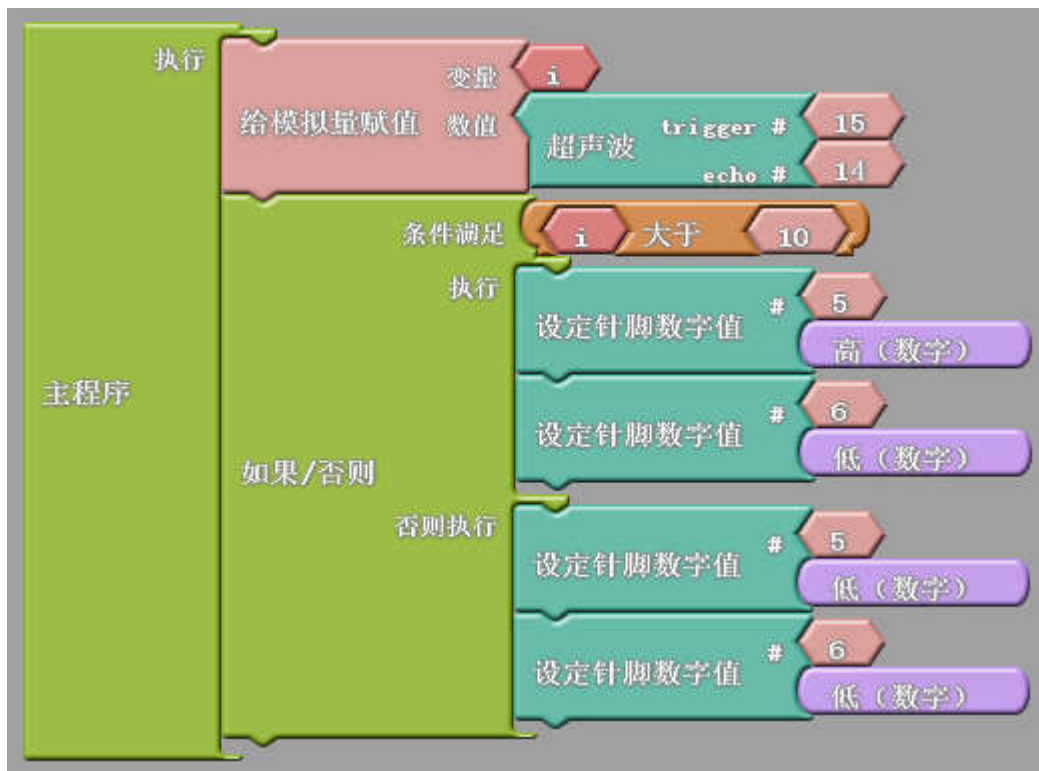 执行
变量 i
给模拟量赋值 数值
超声波 trigger # 15
echo # 14
条件满足 i 大于 10
执行
设定针脚数字值 # 5
高（数字）
主程序
设定针脚数字值 # 6
低（数字）
如果/否则
否则执行
设定针脚数字值 # 5
低（数字）
设定针脚数字值 # 6
低（数字）